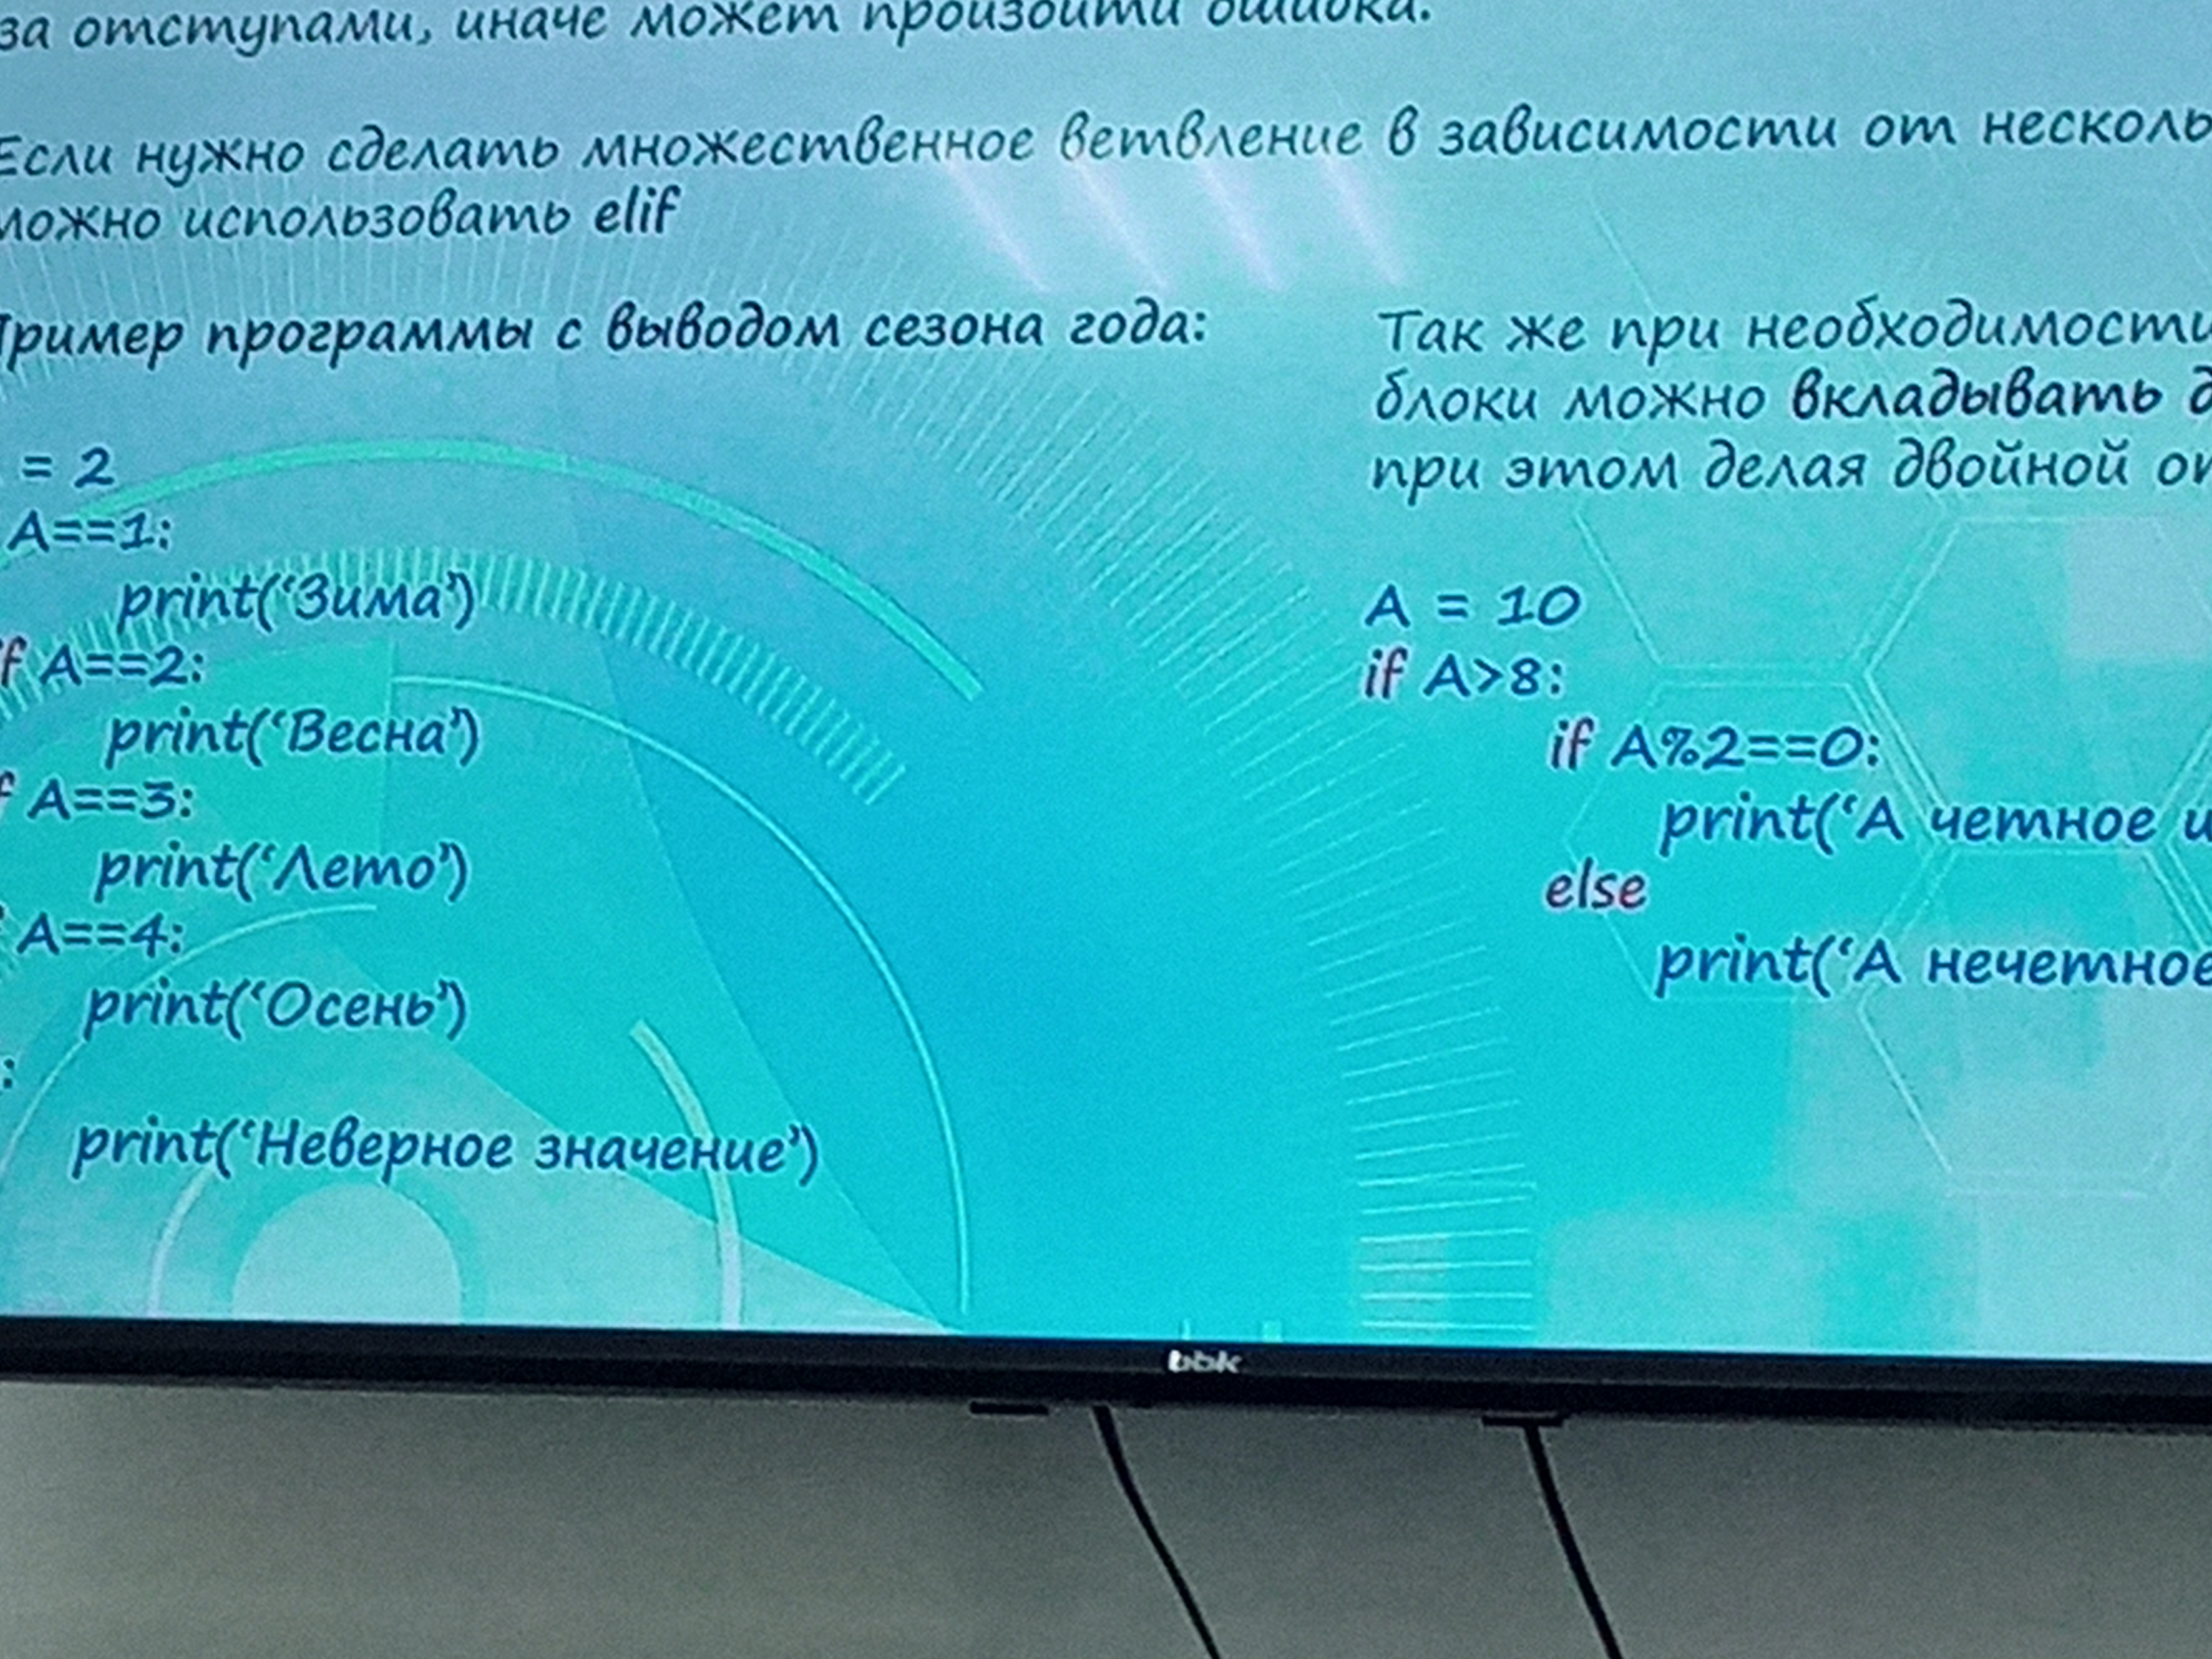 за отступами, иначе может произойти ошибка.
Если нужно сделать множественное ветвление в зависимости от несколь
можно использовать elif
Пример программы с выводом сезона года:
= 2
A==1:
print(‘Зима’)
if A==2:
print(‘Весна’)
f A==3:
print(‘Лето’)
A==4:
print(‘Осень’)
:
print(‘Неверное значение’)
Так же при необходимости
блоки можно вкладывать д
при этом делая двойной от
A = 10
if A>8:
if A%2==0:
print(‘A четное и
else
print(‘A нечетное
bbk